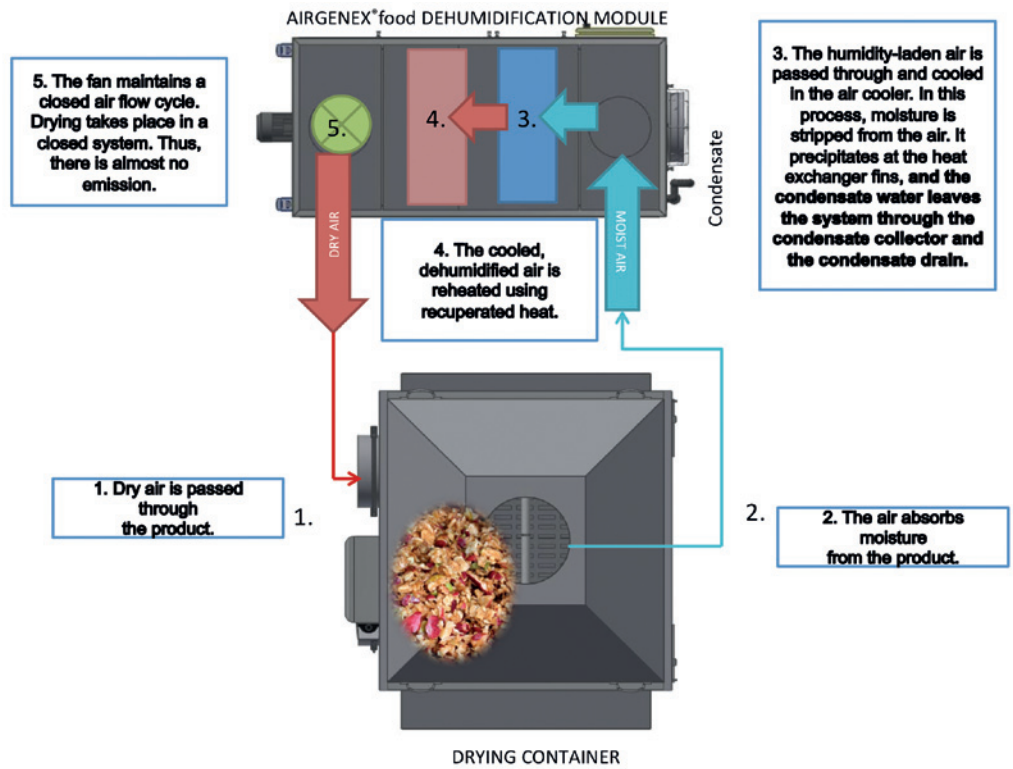 AIRGENEX®food DEHUMIDIFICATION MODULE
5. The fan maintains a
closed air flow cycle.
Drying takes place in a
closed system. Thus,
there is almost no
emission.
5.
4.
3.
DRY AIR
MOIST AIR
Condensate
3. The humidity-laden air is
passed through and cooled
in the air cooler. In this
process, moisture is
stripped from the air. It
precipitates at the heat
exchanger fins, and the
condensate water leaves
the system through the
condensate collector and
the condensate drain.
4. The cooled,
dehumidified air is
reheated using
recuperated heat.
1. Dry air is passed
through
the product.
1.
2.
2. The air absorbs
moisture
from the product.
DRYING CONTAINER